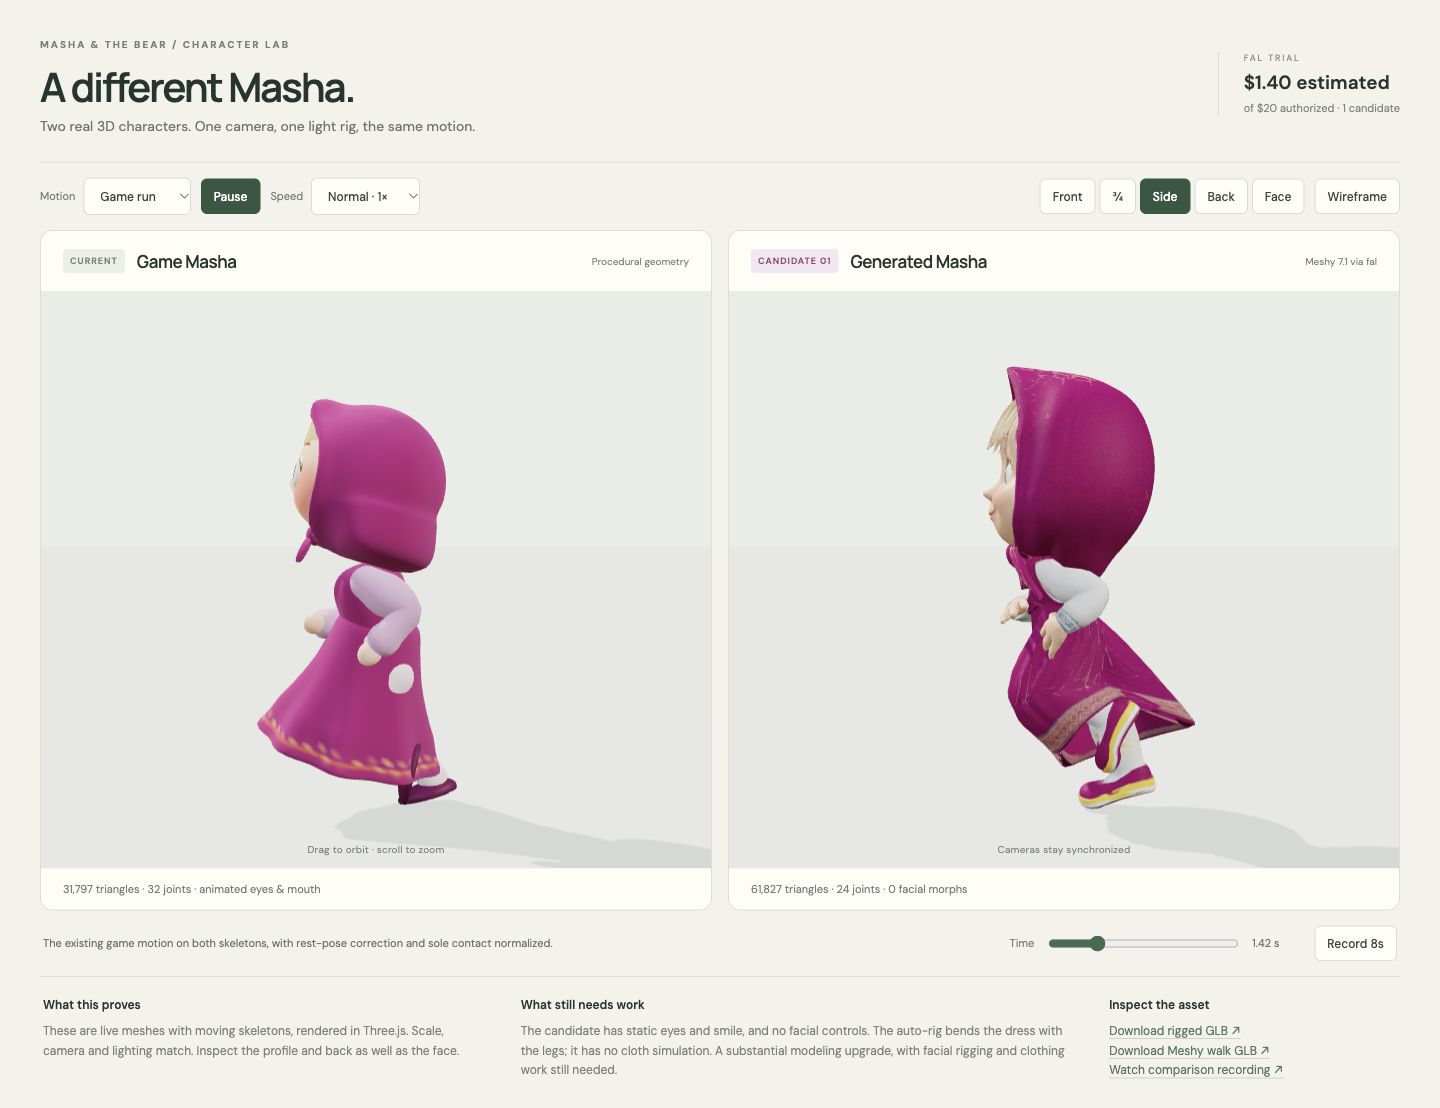 MASHA & THE BEAR / CHARACTER LAB
A different Masha.
Two real 3D characters. One camera, one light rig, the same motion.
FAL TRIAL
$1.40 estimated
of $20 authorized · 1 candidate
Motion
Game run
Pause
Speed
Normal · 1×
Front
¾
Side
Back
Face
Wireframe
CURRENT
Game Masha
Procedural geometry
Drag to orbit · scroll to zoom
31,797 triangles · 32 joints · animated eyes & mouth
CANDIDATE 01
Generated Masha
Meshy 7.1 via fal
Cameras stay synchronized
61,827 triangles · 24 joints · 0 facial morphs
The existing game motion on both skeletons, with rest-pose correction and sole contact normalized.
Time
1.42 s
Record 8s
What this proves
These are live meshes with moving skeletons, rendered in Three.js. Scale,
camera and lighting match. Inspect the profile and back as well as the face.
What still needs work
The candidate has static eyes and smile, and no facial controls. The auto-rig bends the dress with
the legs; it has no cloth simulation. A substantial modeling upgrade, with facial rigging and clothing
work still needed.
Inspect the asset
Download rigged GLB ↗
Download Meshy walk GLB ↗
Watch comparison recording ↗